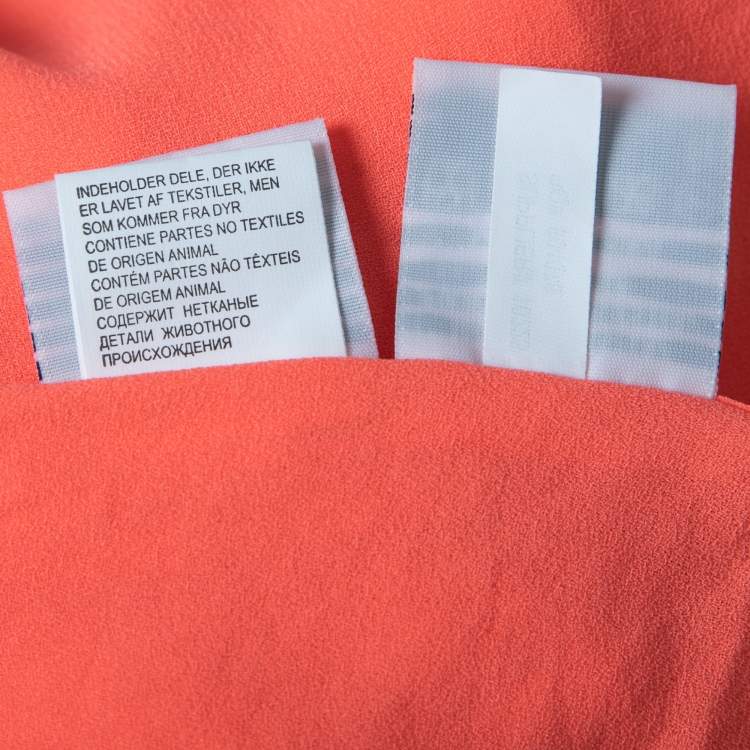 INDEHOLDER DELE, DER IKKE
ER LAVET AF TEKSTILER, MEN
SOM KOMMER FRA DYR
CONTIENE PARTES NO TEXTILES
DE ORIGEN ANIMAL
CONTÉM PARTES NÃO TÊXTEIS
DE ORIGEM ANIMAL
СОДЕРЖИТ НЕТКАНЫЕ
ДЕТАЛИ ЖИВОТНОГО
ПРОИСХОЖДЕНИЯ